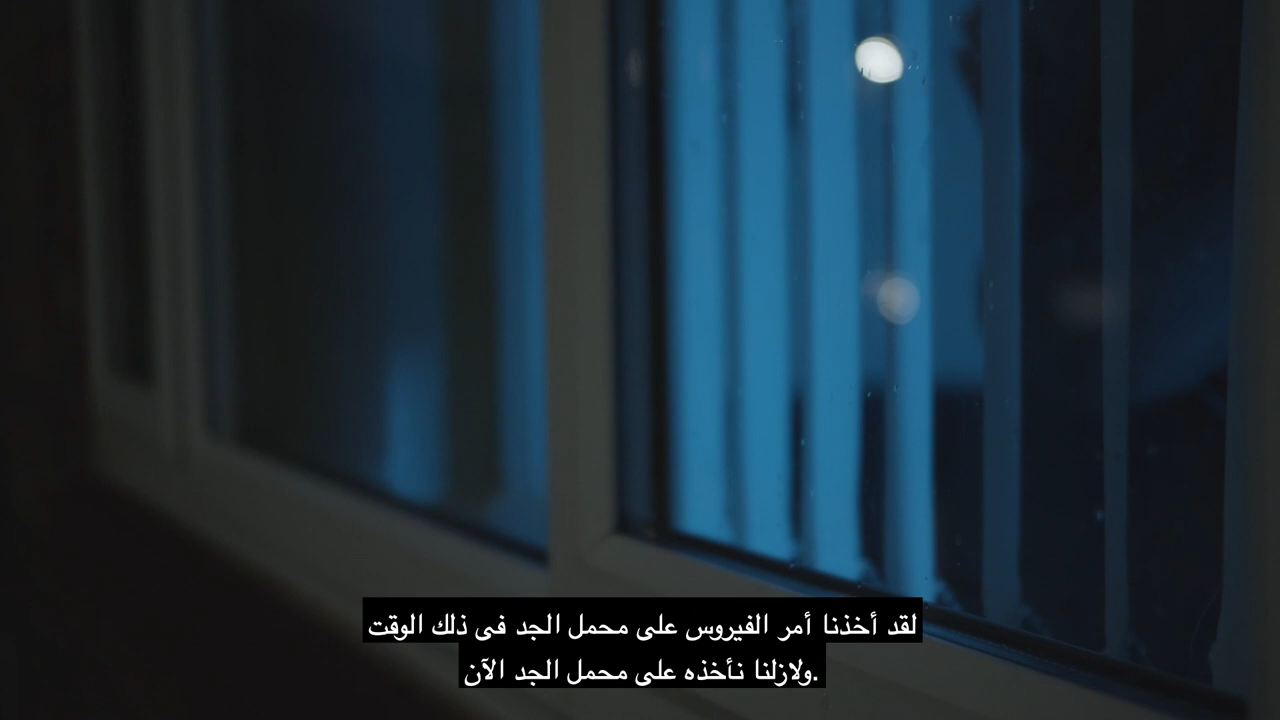 لقد أخذنا أمر الفيروس على محمل الجد فى ذلك الوقت
.ولازلنا نأخذه على محمل الجد الآن